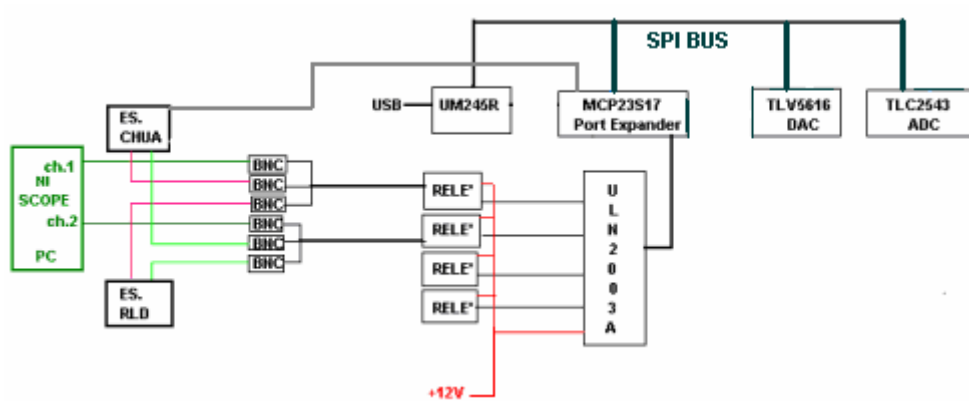 SPI BUS
USB
UM245R
MCP23S17
Port Expander
TLV5616
DAC
TLC2543
ADC
ES.
CHUA
ch.1
NI
SCOPE
ch.2
PC
BNC
BNC
BNC
BNC
BNC
BNC
RELE'
RELE'
RELE'
RELE'
U
L
N
2
0
0
3
A
ES.
RLD
+12V